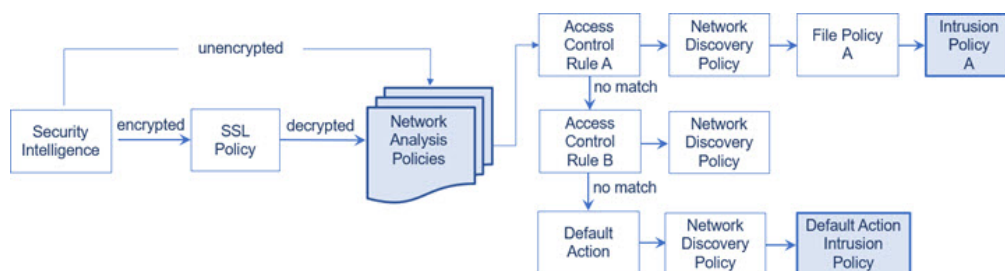 unencrypted
Security
Intelligence
encrypted
SSL
Policy
decrypted
Network
Analysis
Policies
Access
Control
Rule A
Network
Discovery
Policy
File Policy
A
Intrusion
Policy
A
no match
Access
Control
Rule B
Network
Discovery
Policy
no match
Default
Action
Network
Discovery
Policy
Default Action
Intrusion
Policy